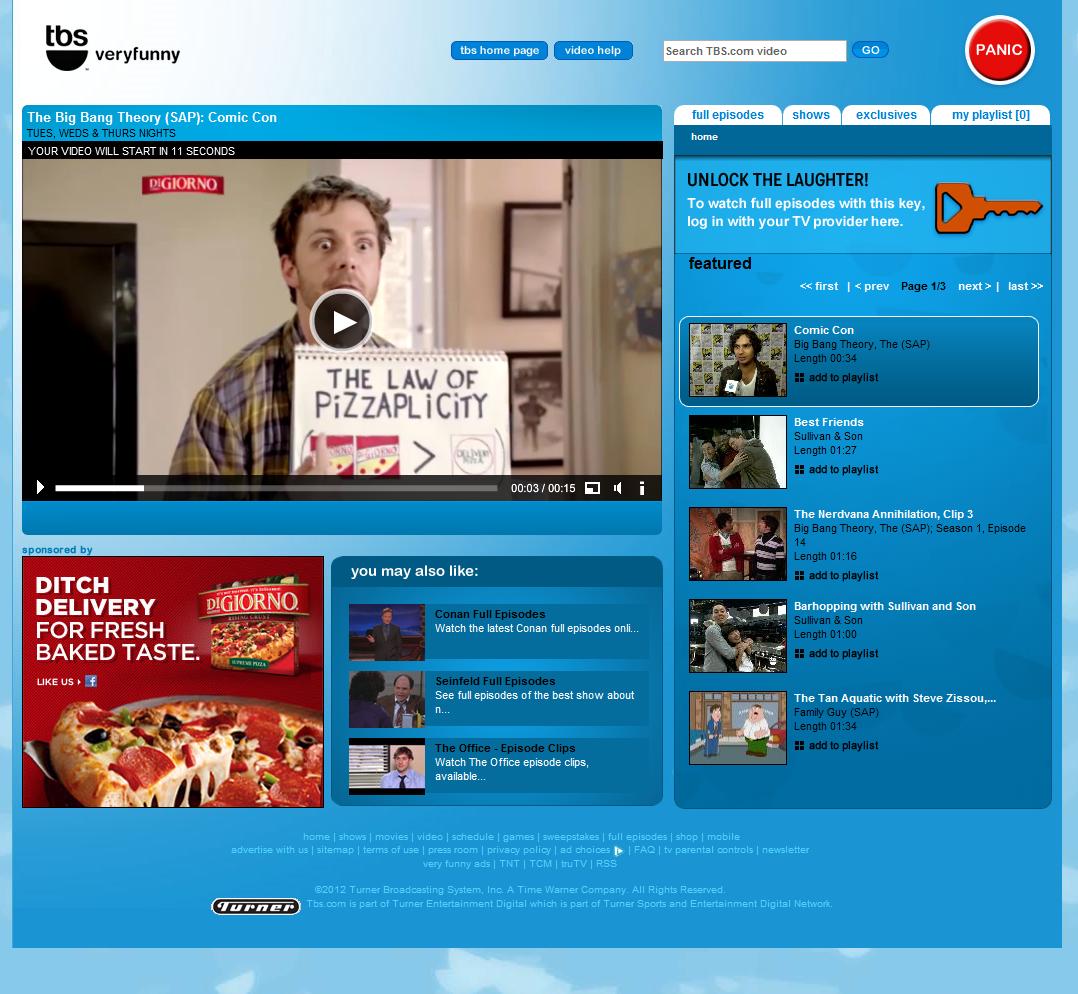 tbs
veryfunny
tbs home page
video help
Search TBS.com video
GO
PANIC
The Big Bang Theory (SAP): Comic Con
TUES, WEDS & THURS NIGHTS
YOUR VIDEO WILL START IN 11 SECONDS
DiGIORNO
THE LAW OF
PiZZAPLiCiTY
>
DELIVERY
PIZZA
00:03 / 00:15
full episodes
shows
exclusives
my playlist [0]
home
UNLOCK THE LAUGHTER!
To watch full episodes with this key,
log in with your TV provider here.
featured
<< first | < prev Page 1/3 next > | last >>
Comic Con
Big Bang Theory, The (SAP)
Length 00:34
add to playlist
Best Friends
Sullivan & Son
Length 01:27
add to playlist
The Nerdvana Annihilation, Clip 3
Big Bang Theory, The (SAP); Season 1, Episode
14
Length 01:16
add to playlist
Barhopping with Sullivan and Son
Sullivan & Son
Length 01:00
add to playlist
The Tan Aquatic with Steve Zissou,...
Family Guy (SAP)
Length 01:34
add to playlist
sponsored by
DITCH
DELIVERY
FOR FRESH
BAKED TASTE.
LIKE US
DiGIORNO
RISING CRUST
SUPREME PIZZA
you may also like:
Conan Full Episodes
Watch the latest Conan full episodes onli...
Seinfeld Full Episodes
See full episodes of the best show about
n...
The Office - Episode Clips
Watch The Office episode clips,
available...
home | shows | movies | video | schedule | games | sweepstakes | full episodes | shop | mobile
advertise with us | sitemap | terms of use | press room | privacy policy | ad choices | FAQ | tv parental controls | newsletter
very funny ads | TNT | TCM | truTV | RSS
©2012 Turner Broadcasting System, Inc. A Time Warner Company. All Rights Reserved.
Turner
Tbs.com is part of Turner Entertainment Digital which is part of Turner Sports and Entertainment Digital Network.